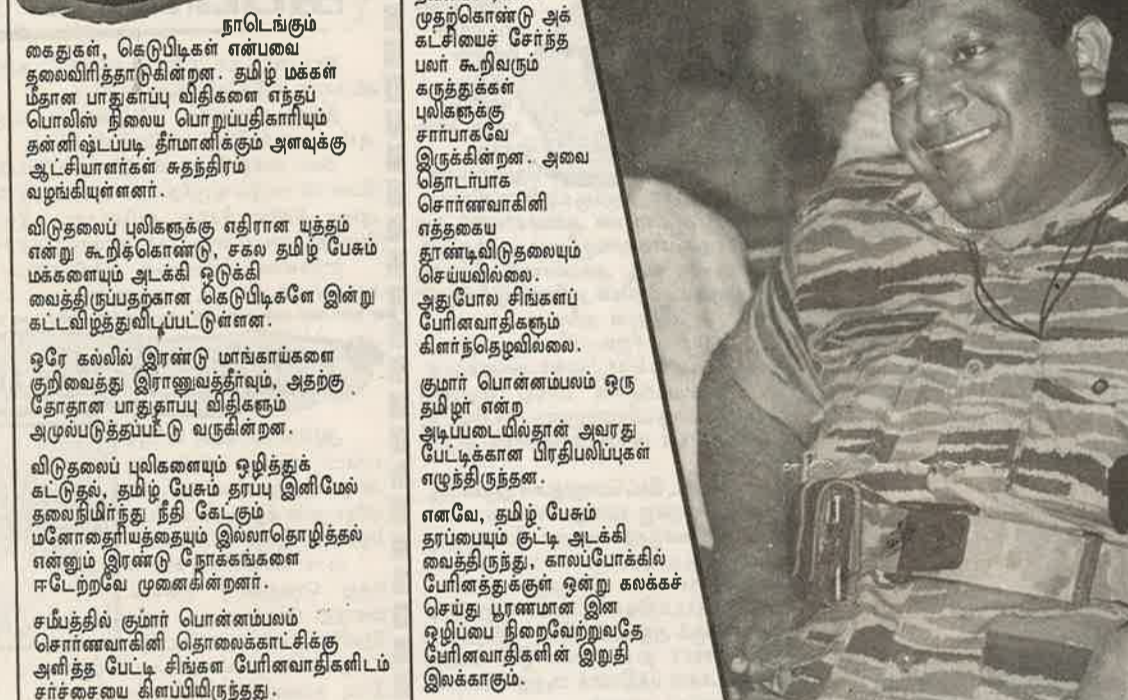 நாடெங்கும்
கைதுகள், கெடுபிடிகள் என்பவை
தலைவிரித்தாடுகின்றன. தமிழ் மக்கள்
மீதான பாதுகாப்பு விதிகளை எந்தப்
பொலிஸ் நிலைய பொறுப்பதிகாரியும்
தன்னிஷ்டப்படி தீர்மானிக்கும் அளவுக்கு
ஆட்சியாளர்கள் சுதந்திரம்
வழங்கியுள்ளனர்.
விடுதலைப் புலிகளுக்கு எதிரான யுத்தம்
என்று கூறிக்கொண்டு, சகல தமிழ் பேசும்
மக்களையும் அடக்கி ஒடுக்கி
வைத்திருப்பதற்கான கெடுபிடிகளே இன்று
கட்டவிழ்த்துவிடப்பட்டுள்ளன.
ஒரே கல்லில் இரண்டு மாங்காய்களை
குறிவைத்து இராணுவத்தீர்வும், அதற்கு
தோதான பாதுகாப்பு விதிகளும்
அமுல்படுத்தப்பட்டு வருகின்றன.
விடுதலைப் புலிகளையும் ஒழித்துக்
கட்டுதல், தமிழ் பேசும் தரப்பு இனிமேல்
தலைநிமிர்ந்து நீதி கேட்கும்
மனோதைரியத்தையும் இல்லாதொழித்தல்
என்னும் இரண்டு நோக்கங்களை
ஈடேற்றவே முனைகின்றனர்.
சமீபத்தில் குமார் பொன்னம்பலம்
சொர்ணவாகினி தொலைக்காட்சிக்கு
அளித்த பேட்டி சிங்கள பேரினவாதிகளிடம்
சர்ச்சையை கிளப்பியிருந்தது.
முதற்கொண்டு அக்
கட்சியைச் சேர்ந்த
பலர் கூறிவரும்
கருத்துக்கள்
புலிகளுக்கு
சார்பாகவே
இருக்கின்றன. அவை
தொடர்பாக
சொர்ணவாகினி
எத்தகைய
தூண்டிவிடுதலையும்
செய்யவில்லை.
அதுபோல சிங்களப்
பேரினவாதிகளும்
கிளர்ந்தெழவில்லை.
குமார் பொன்னம்பலம் ஒரு
தமிழர் என்ற
அடிப்படையில்தான் அவரது
பேட்டிக்கான பிரதிபலிப்புகள்
எழுந்திருந்தன.
எனவே, தமிழ் பேசும்
தரப்பையும் குட்டி அடக்கி
வைத்திருந்து, காலப்போக்கில்
பேரினத்துக்குள் ஒன்று கலக்கச்
செய்து பூரணமான இன
ஒழிப்பை நிறைவேற்றுவதே
பேரினவாதிகளின் இறுதி
இலக்காகும்.